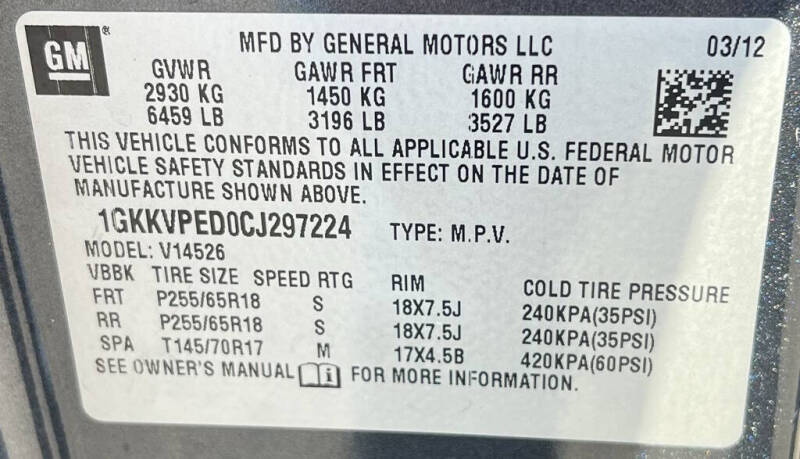 GM ® MFD BY GENERAL MOTORS LLC 03/12
GVWR GAWR FRT GAWR RR
2930 KG 1450 KG 1600 KG
6459 LB 3196 LB 3527 LB
THIS VEHICLE CONFORMS TO ALL APPLICABLE U.S. FEDERAL MOTOR
VEHICLE SAFETY STANDARDS IN EFFECT ON THE DATE OF
MANUFACTURE SHOWN ABOVE.
1GKKVPED0CJ297224 TYPE: M.P.V.
MODEL: V14526
VBBK TIRE SIZE SPEED RTG RIM COLD TIRE PRESSURE
FRT P255/65R18 S 18X7.5J 240KPA(35PSI)
RR P255/65R18 S 18X7.5J 240KPA(35PSI)
SPA T145/70R17 M 17X4.5B 420KPA(60PSI)
SEE OWNER'S MANUAL i FOR MORE INFORMATION.